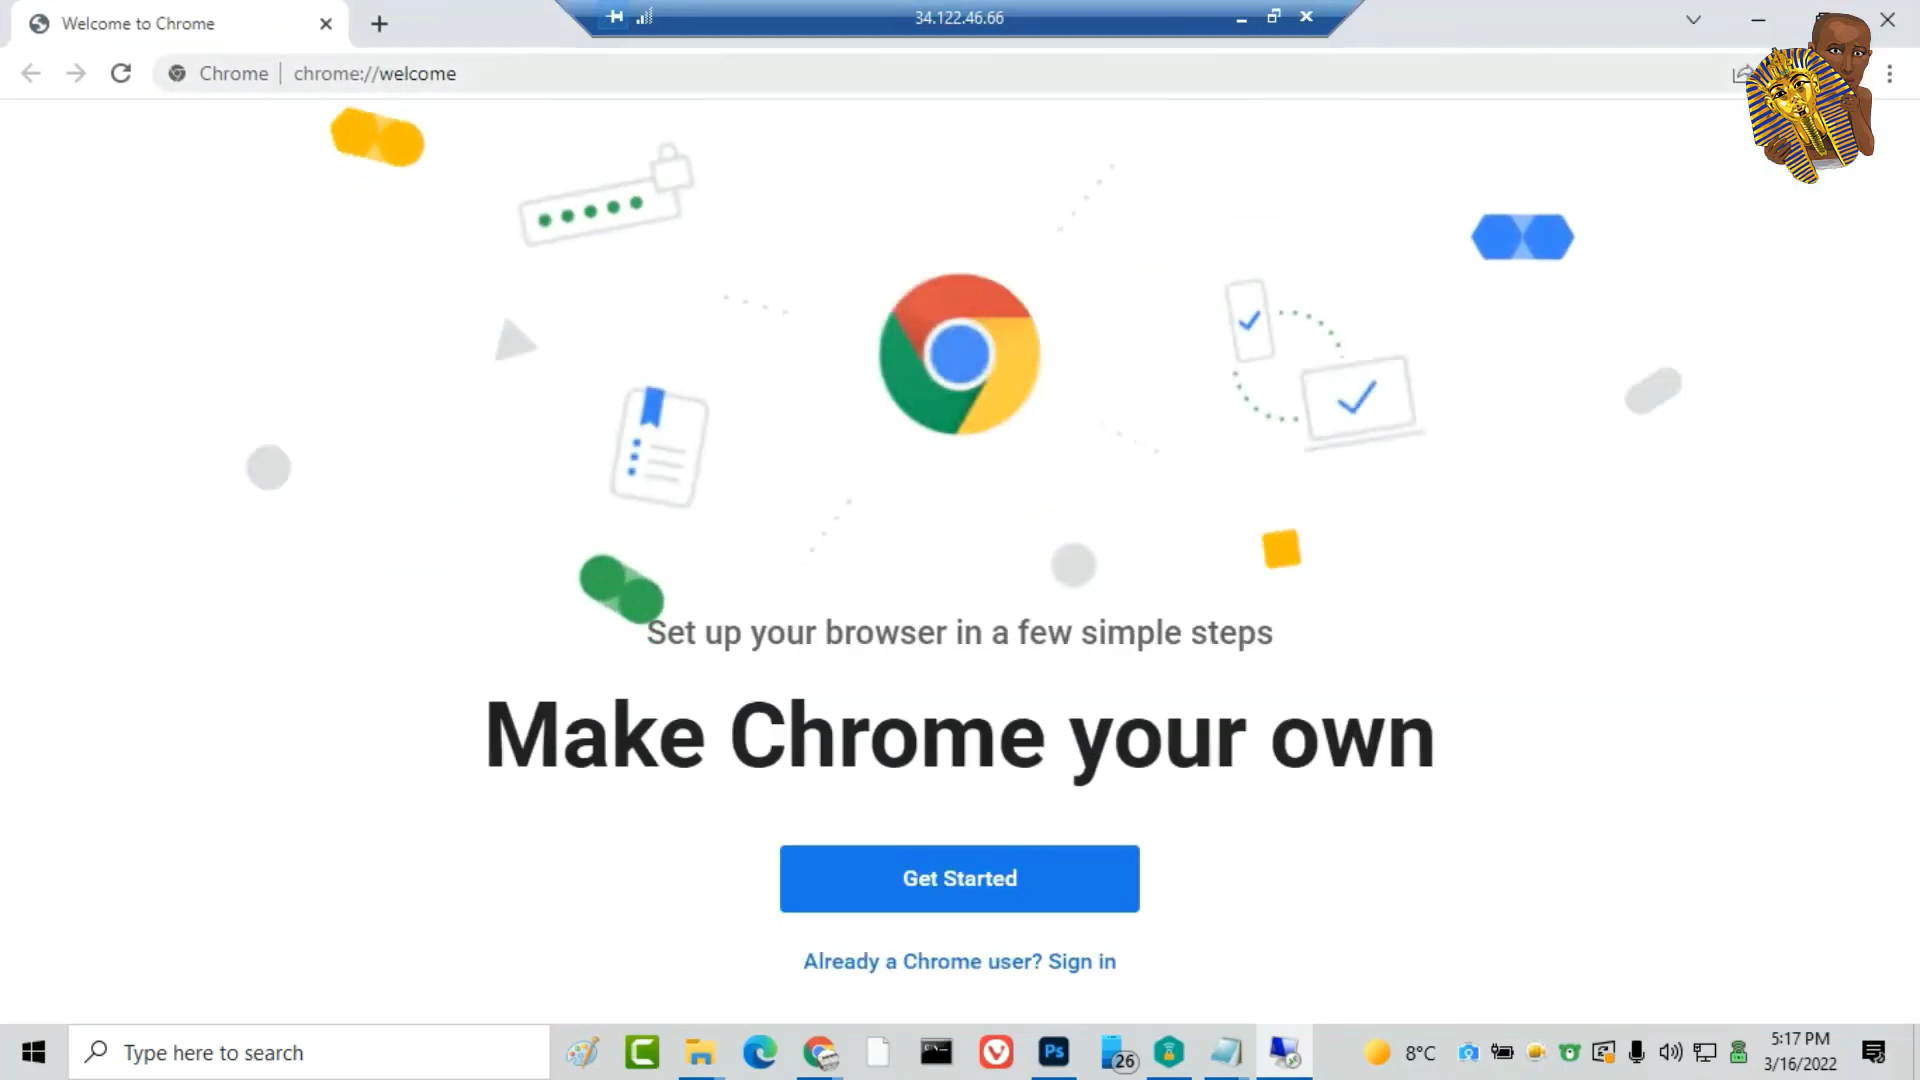 Welcome to Chrome
34.122.46.66
Chrome
chrome://welcome
Set up your browser in a few simple steps
Make Chrome your own
Get Started
Already a Chrome user? Sign in
Type here to search
C
Ps
26
8°C
5:17 PM
3/16/2022